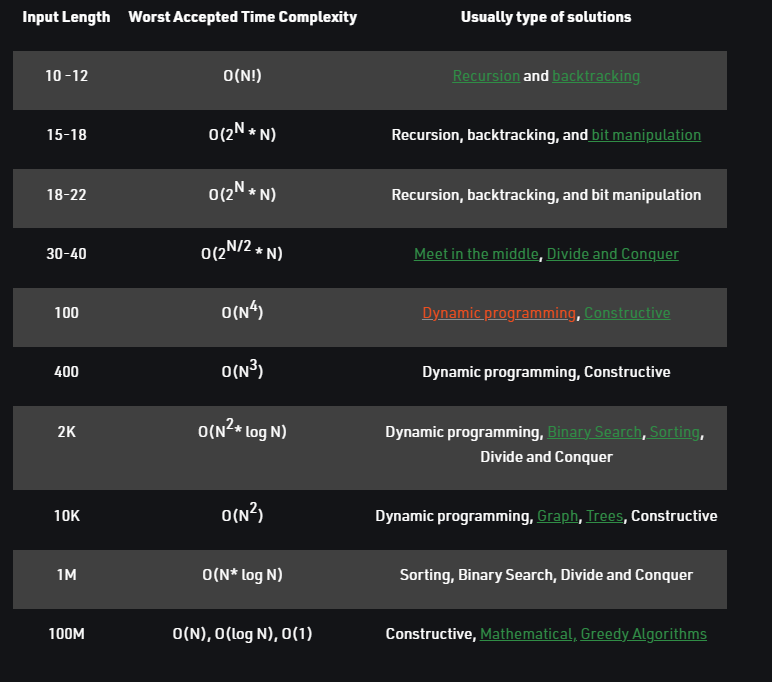 Input Length Worst Accepted Time Complexity Usually type of solutions
10 -12 O(N!) Recursion and backtracking
15-18 O(2^N * N) Recursion, backtracking, and bit manipulation
18-22 O(2^N * N) Recursion, backtracking, and bit manipulation
30-40 O(2^N/2 * N) Meet in the middle, Divide and Conquer
100 O(N^4) Dynamic programming, Constructive
400 O(N^3) Dynamic programming, Constructive
2K O(N^2* log N) Dynamic programming, Binary Search, Sorting,
Divide and Conquer
10K O(N^2) Dynamic programming, Graph, Trees, Constructive
1M O(N* log N) Sorting, Binary Search, Divide and Conquer
100M O(N), O(log N), O(1) Constructive, Mathematical, Greedy Algorithms